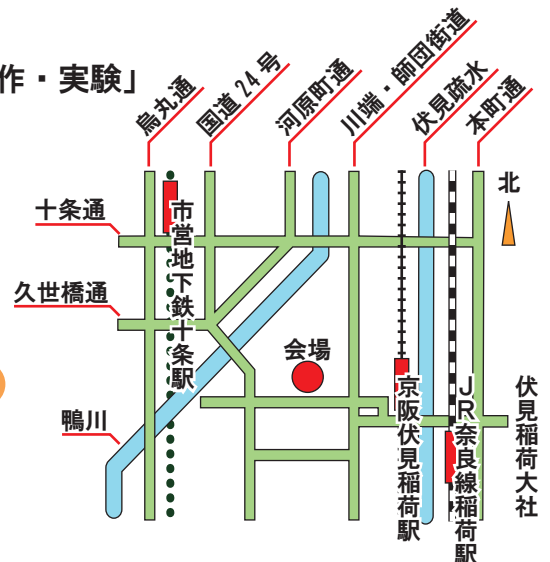 作・実験」
烏丸通
国道24号
河原町通
川端・師団街道
伏見疏水
本町通
北
十条通
市営地下鉄十条駅
久世橋通
会場
鴨川
京阪伏見稲荷駅
JR奈良線稲荷駅
伏見稲荷大社